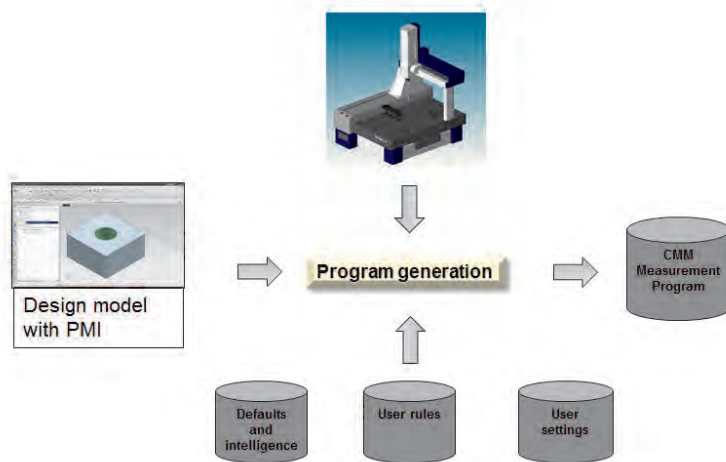 Design model
with PMI
Program generation
CMM
Measurement
Program
Defaults
and
intelligence
User rules
User
settings